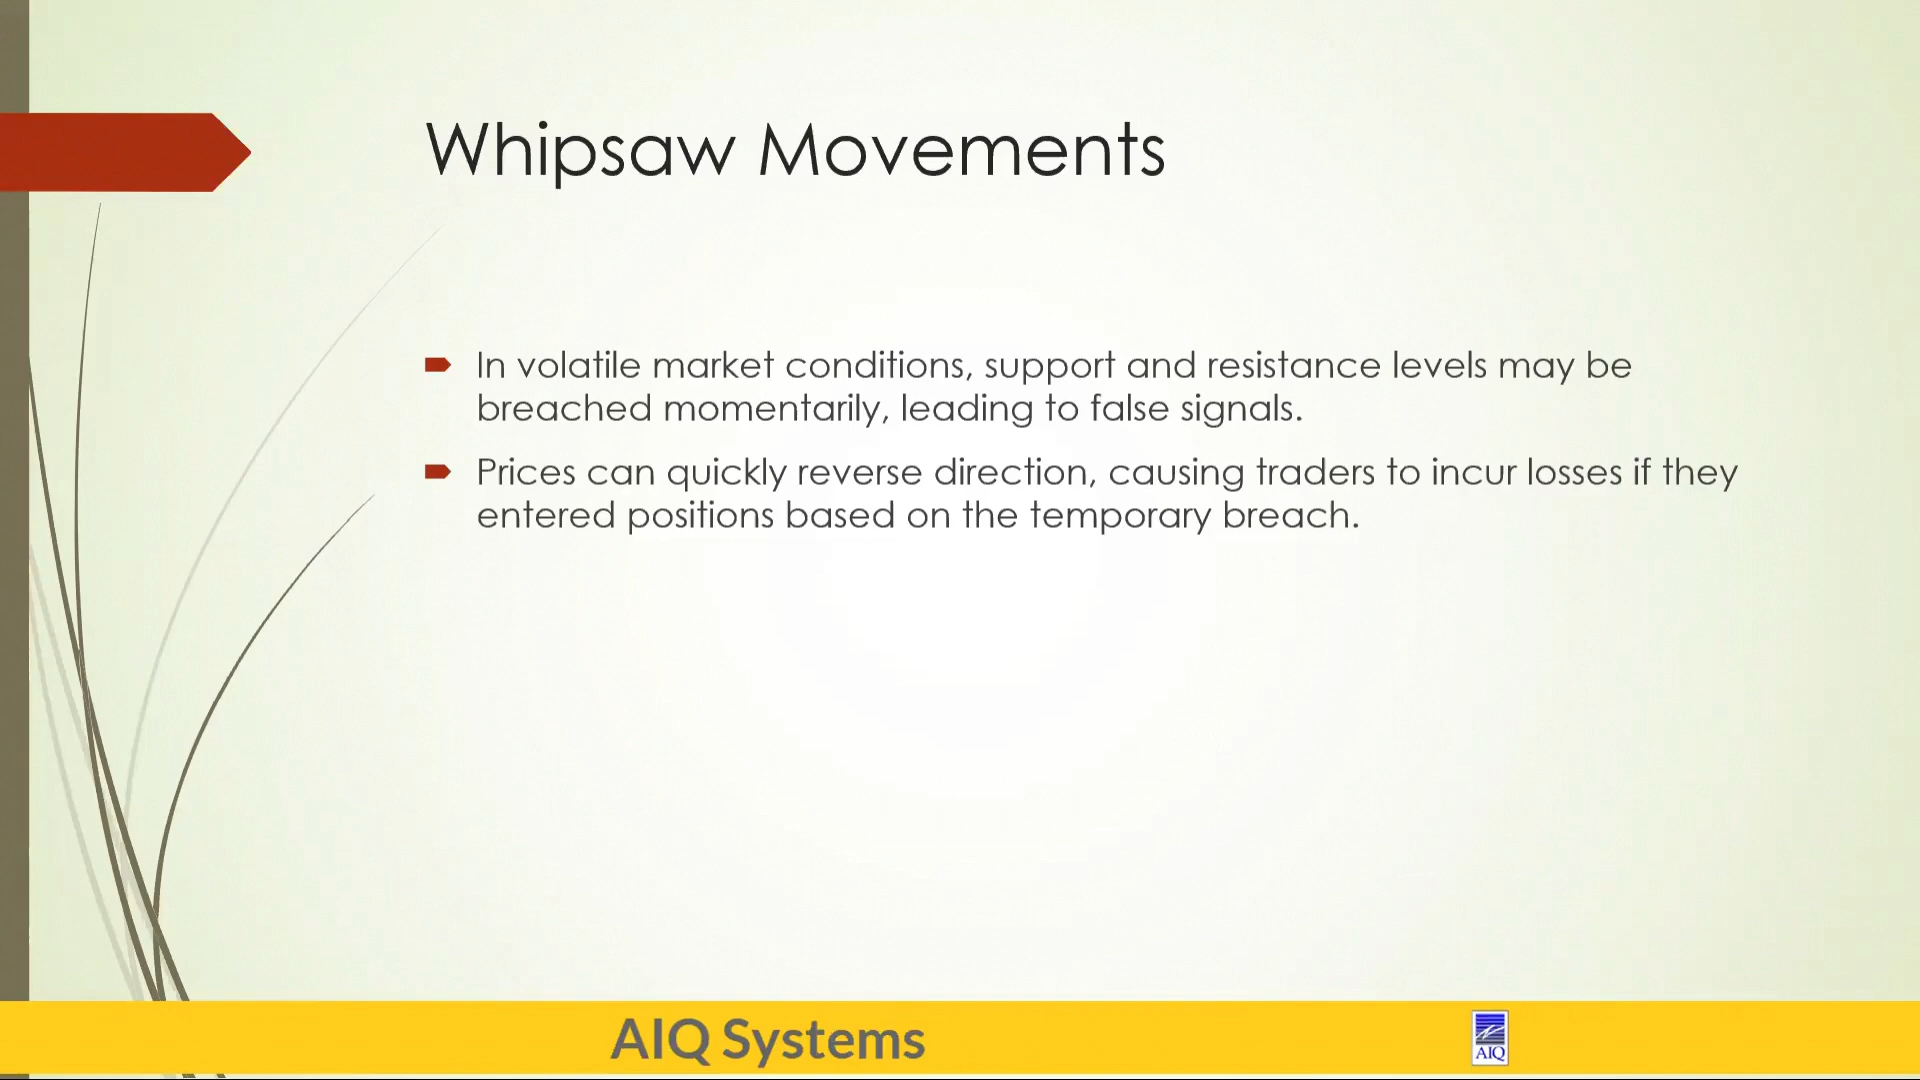 Whipsaw Movements
In volatile market conditions, support and resistance levels may be
breached momentarily, leading to false signals.
Prices can quickly reverse direction, causing traders to incur losses if they
entered positions based on the temporary breach.
AIQ Systems
AIQ